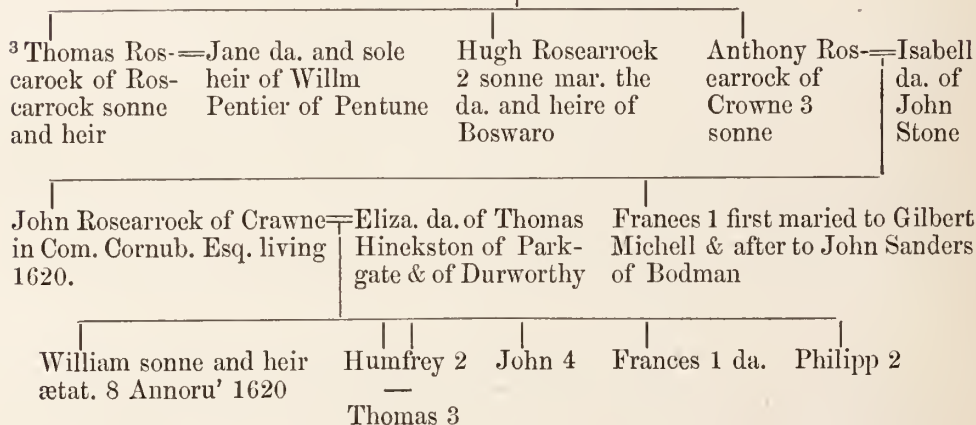 3 Thomas Ros-
caroek of Ros-
carrock sonne
and heir
=Jane da. and sole
heir of Willm
Pentier of Pentune
Hugh Rosearroek
2 sonne mar. the
da. and heire of
Boswaro
Anthony Ros-
earrock of
Crowne 3
sonne
=Isabell
da. of
John
Stone
John Rosearroek of Crawne
in Com. Cornub. Esq. living
1620.
=Eliza. da. of Thomas
Hinekston of Park-
gate & of Durworthy
Frances 1 first maried to Gilbert
Michell & after to John Sanders
of Bodman
William sonne and heir
ætat. 8 Annoru' 1620
Humfrey 2
—
Thomas 3
John 4
Frances 1 da.
Philipp 2